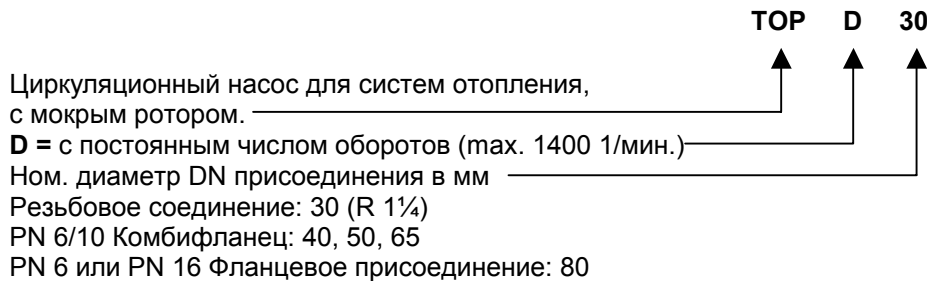 TOP D 30
Циркуляционный насос для систем отопления,
с мокрым ротором.
D = с постоянным числом оборотов (max. 1400 1/мин.)
Ном. диаметр DN присоединения в мм
Резьбовое соединение: 30 (R 1¼)
PN 6/10 Комбифланец: 40, 50, 65
PN 6 или PN 16 Фланцевое присоединение: 80